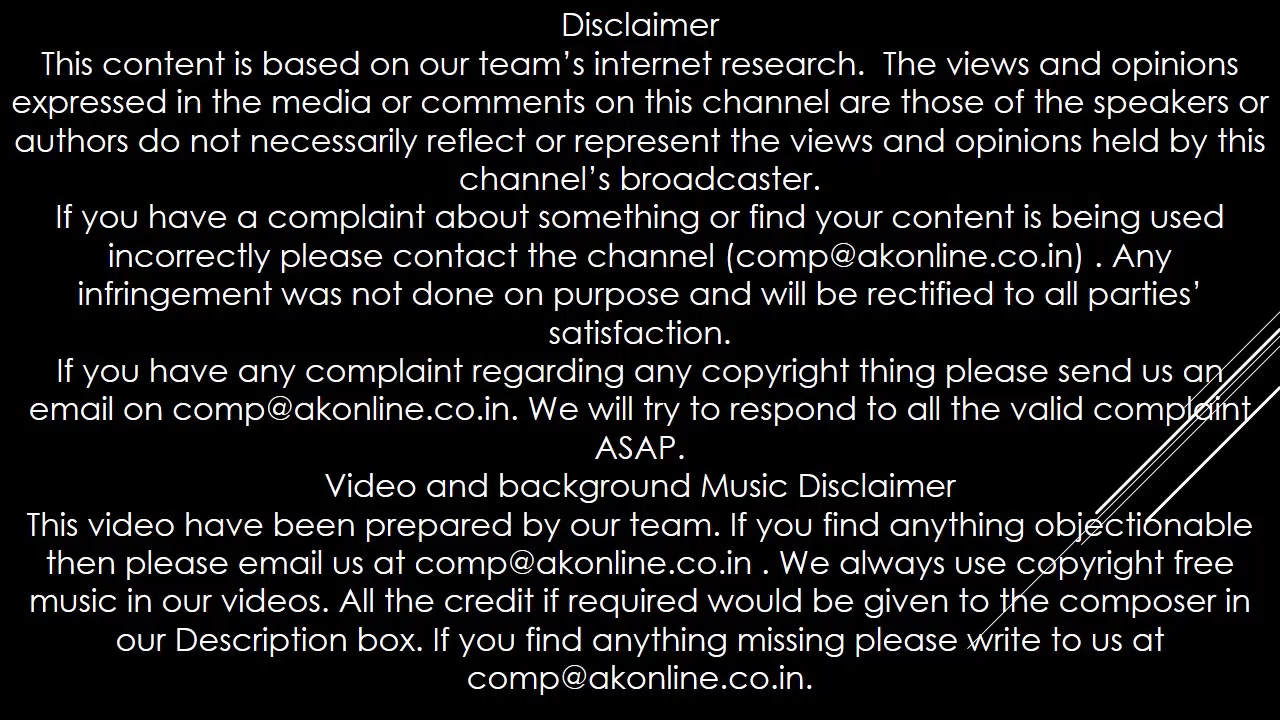 Disclaimer
This content is based on our team’s internet research.  The views and opinions
expressed in the media or comments on this channel are those of the speakers or
authors do not necessarily reflect or represent the views and opinions held by this
channel’s broadcaster.
If you have a complaint about something or find your content is being used
incorrectly please contact the channel (comp@akonline.co.in) . Any
infringement was not done on purpose and will be rectified to all parties’
satisfaction.
If you have any complaint regarding any copyright thing please send us an
email on comp@akonline.co.in. We will try to respond to all the valid complaint
ASAP.
Video and background Music Disclaimer
This video have been prepared by our team. If you find anything objectionable
then please email us at comp@akonline.co.in . We always use copyright free
music in our videos. All the credit if required would be given to the composer in
our Description box. If you find anything missing please write to us at
comp@akonline.co.in.